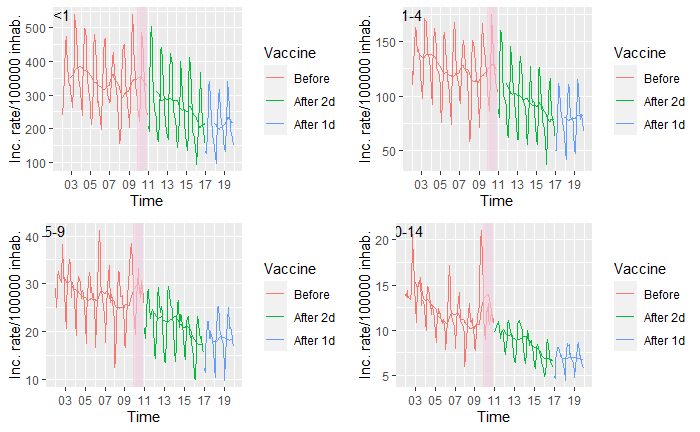 <1
Inc. rate/100000 inhab.
550
500
450
400
350
300
250
200
150
100
03 05 07 09 11 13 15 17 19
Time
Vaccine
Before
After 2d
After 1d
1-4
Inc. rate/100000 inhab.
150
100
50
03 05 07 09 11 13 15 17 19
Time
Vaccine
Before
After 2d
After 1d
5-9
Inc. rate/100000 inhab.
40
30
20
10
03 05 07 09 11 13 15 17 19
Time
Vaccine
Before
After 2d
After 1d
0-14
Inc. rate/100000 inhab.
20
15
10
5
03 05 07 09 11 13 15 17 19
Time
Vaccine
Before
After 2d
After 1d